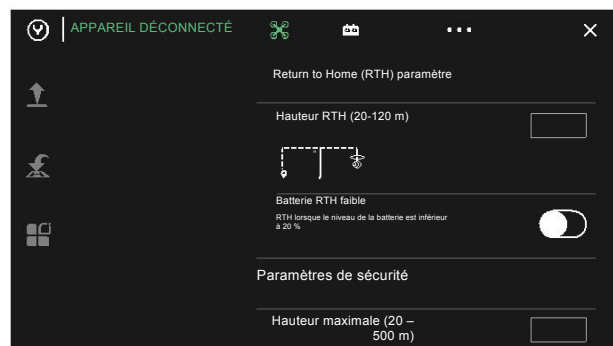 APPAREIL DÉCONNECTÉ
Return to Home (RTH) paramètre
Hauteur RTH (20-120 m)
Batterie RTH faible
RTH lorsque le niveau de la batterie est inférieur
à 20 %
Paramètres de sécurité
Hauteur maximale (20 –
500 m)